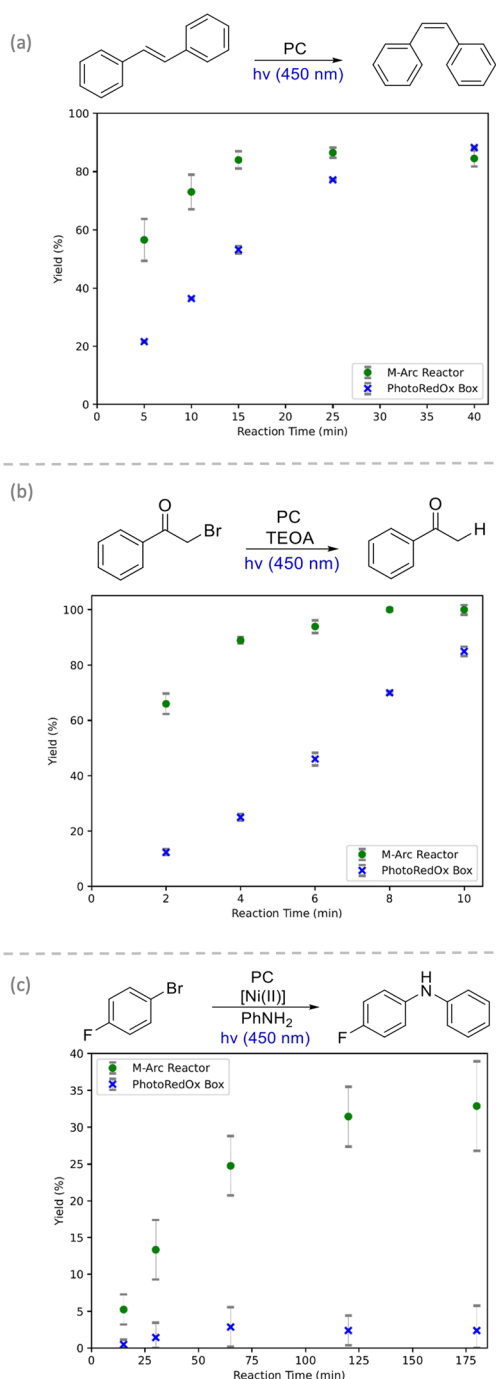 (a)
PC
hv (450 nm)
100
80
60
40
20
0
Yield (%)
M-Arc Reactor
PhotoRedOx Box
0 5 10 15 20 25 30 35 40
Reaction Time (min)
(b)
O
Br
PC
TEOA
hv (450 nm)
O
H
100
80
60
40
20
0
Yield (%)
M-Arc Reactor
PhotoRedOx Box
0 2 4 6 8 10
Reaction Time (min)
(c)
Br
F
PC
[Ni(II)]
PhNH2
hv (450 nm)
H
N
F
40
35
30
25
20
15
10
5
0
Yield (%)
M-Arc Reactor
PhotoRedOx Box
0 25 50 75 100 125 150 175
Reaction Time (min)